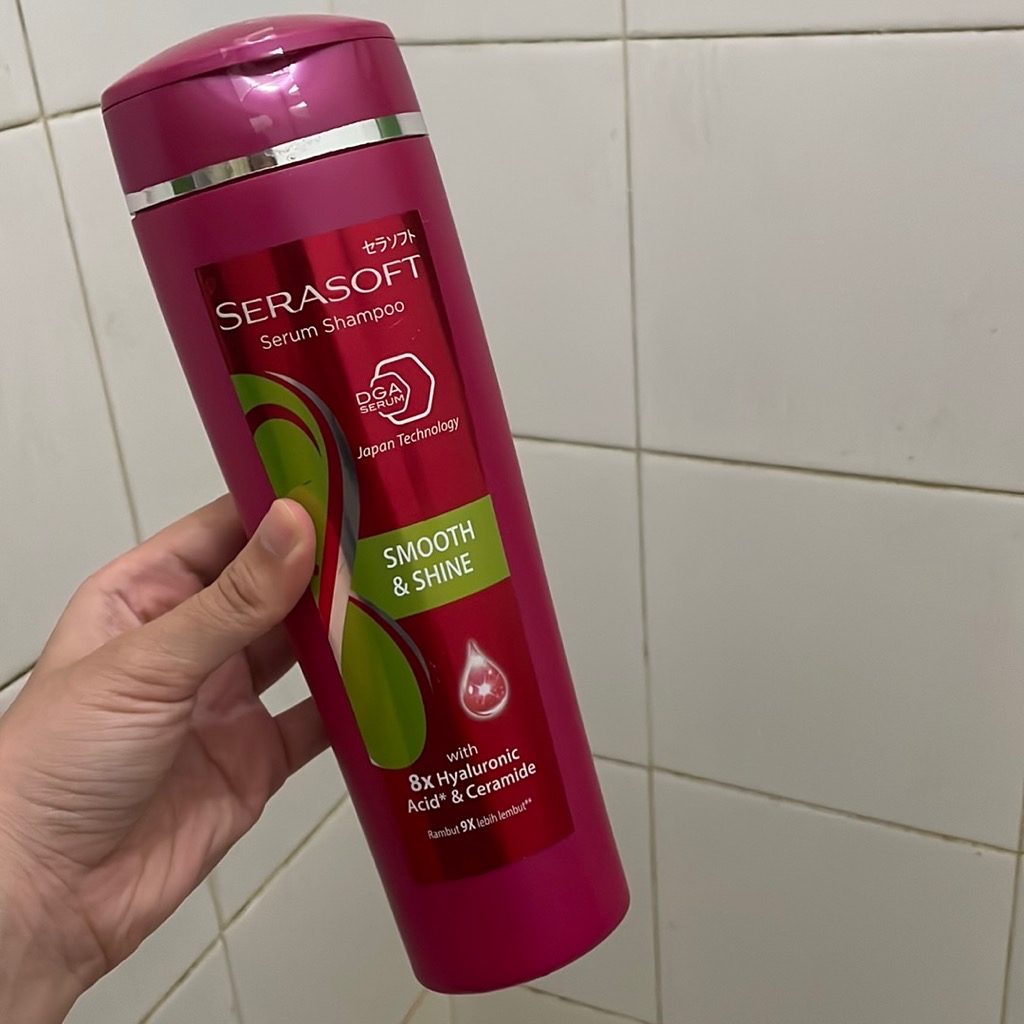 セラソフト
SERASOFT
Serum Shampoo
DGA
SERUM
Japan Technology
SMOOTH
& SHINE
with
8x Hyaluronic
Acid* & Ceramide
Rambut 9X lebih lembut**